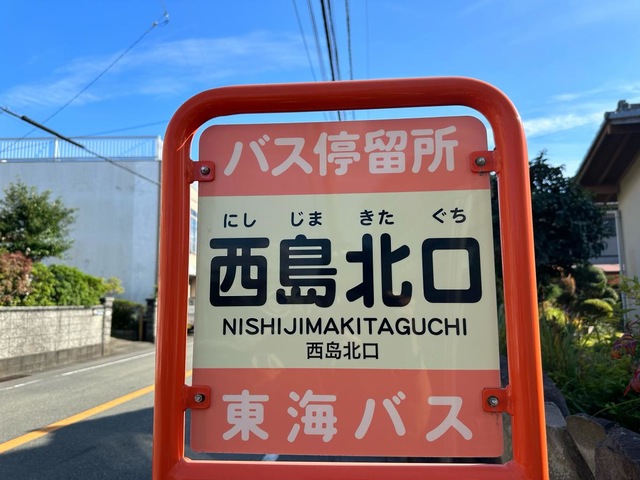 バス停留所
にし じま きた ぐち
西島北口
NISHIJIMAKITAGUCHI
西島北口
東海バス